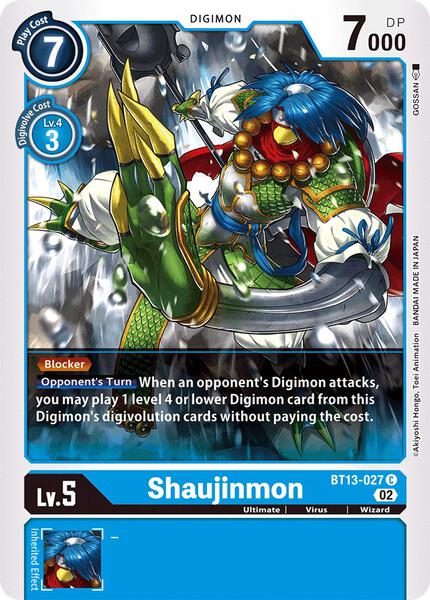 Play Cost
7
DIGIMON
7000
DP
Digivolve Cost
Lv.4
3
GOSSAN
©Akiyoshi Hongo, Toei Animation BANDAI MADE IN JAPAN
Blocker
Opponent's Turn When an opponent's Digimon attacks,
you may play 1 level 4 or lower Digimon card from this
Digimon's digivolution cards without paying the cost.
Lv.5
Shaujinmon
BT13-027 C
02
Ultimate | Virus | Wizard
Inherited Effect
–